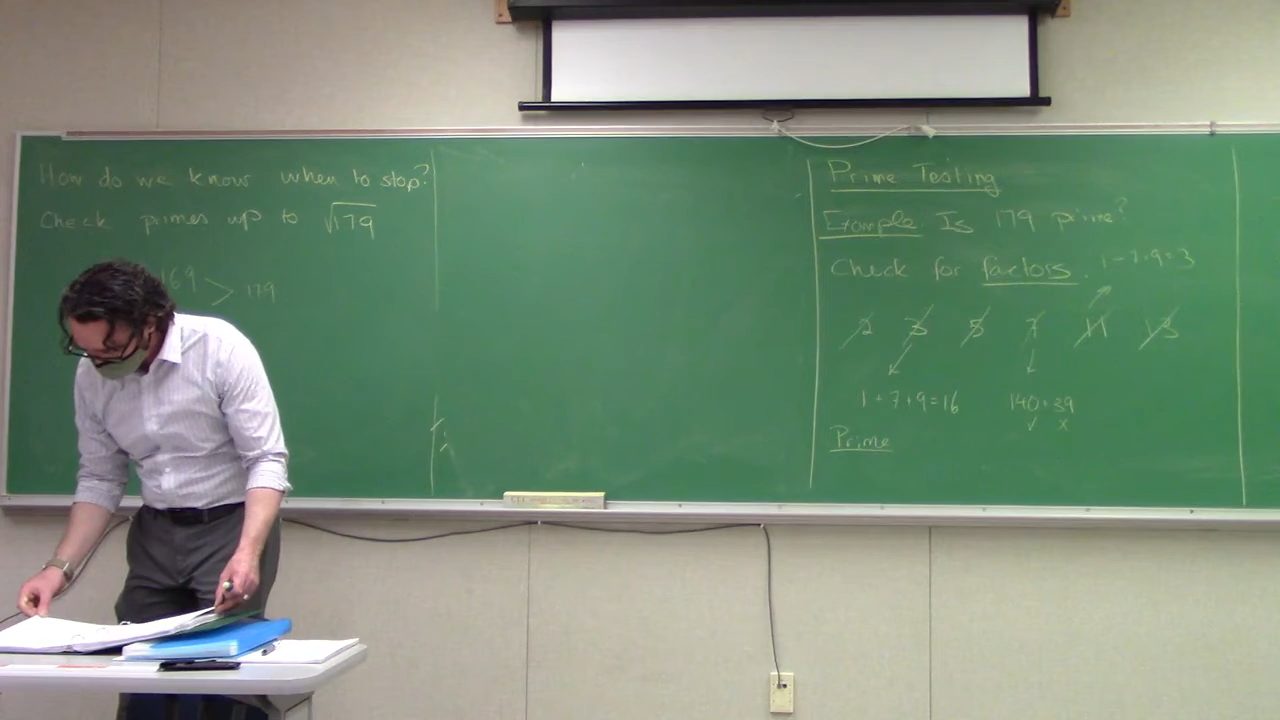 How do we know when to stop?
Check primes up to √179
169 > 179
Prime Testing
Example: Is 179 prime?
Check for factors.
1-7+9=3
2 3 5 7 11 13
1+7+9=16
140+39
✓ x
Prime